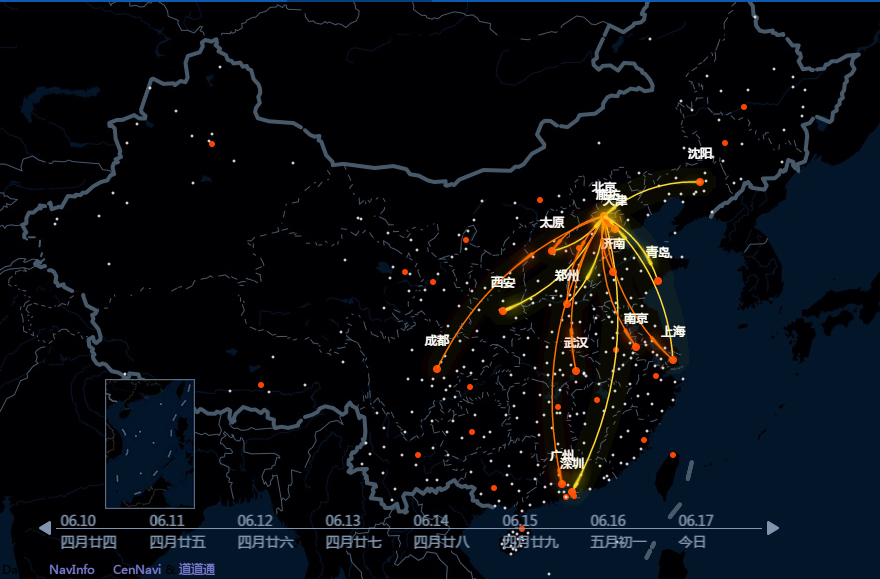 沈阳
北京
天津
太原
济南
青岛
郑州
西安
南京
上海
成都
武汉
广州
深圳
06.10 06.11 06.12 06.13 06.14 06.15 06.16 06.17
四月廿四 四月廿五 四月廿六 四月廿七 四月廿八 四月廿九 五月初一 今日
NavInfo CenNavi & 道道通